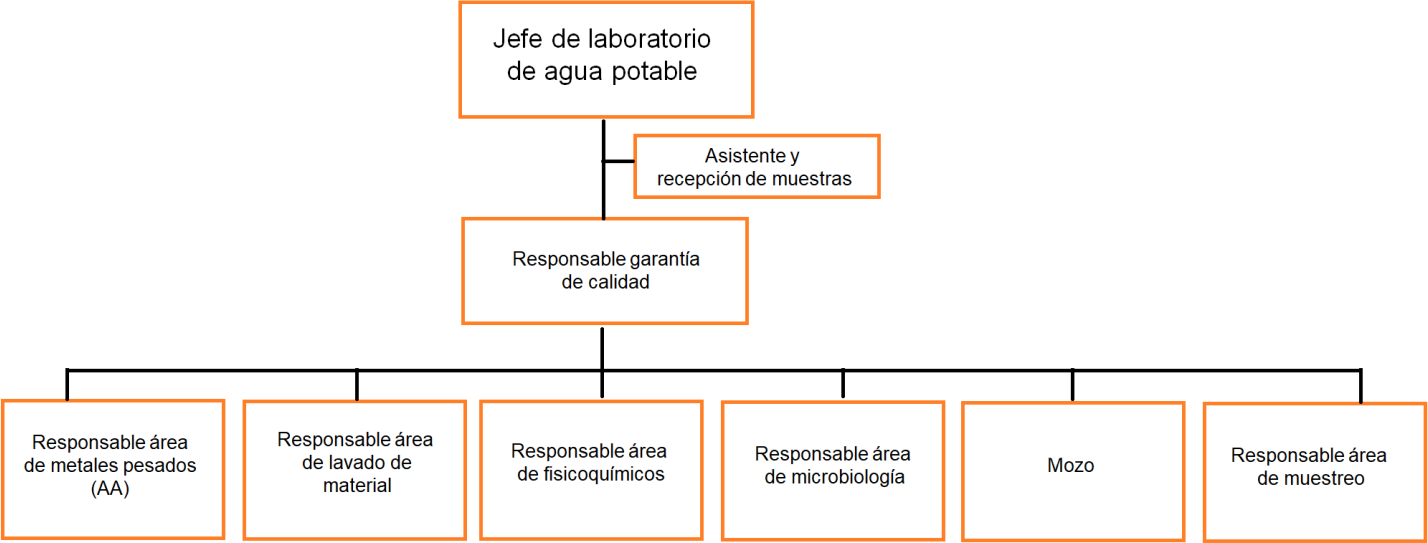 Jefe de laboratorio
de agua potable
Asistente y
recepción de muestras
Responsable garantía
de calidad
Responsable área
de metales pesados
(AA)
Responsable área
de lavado de
material
Responsable área
de fisicoquímicos
Responsable área
de microbiología
Mozo
Responsable área
de muestreo